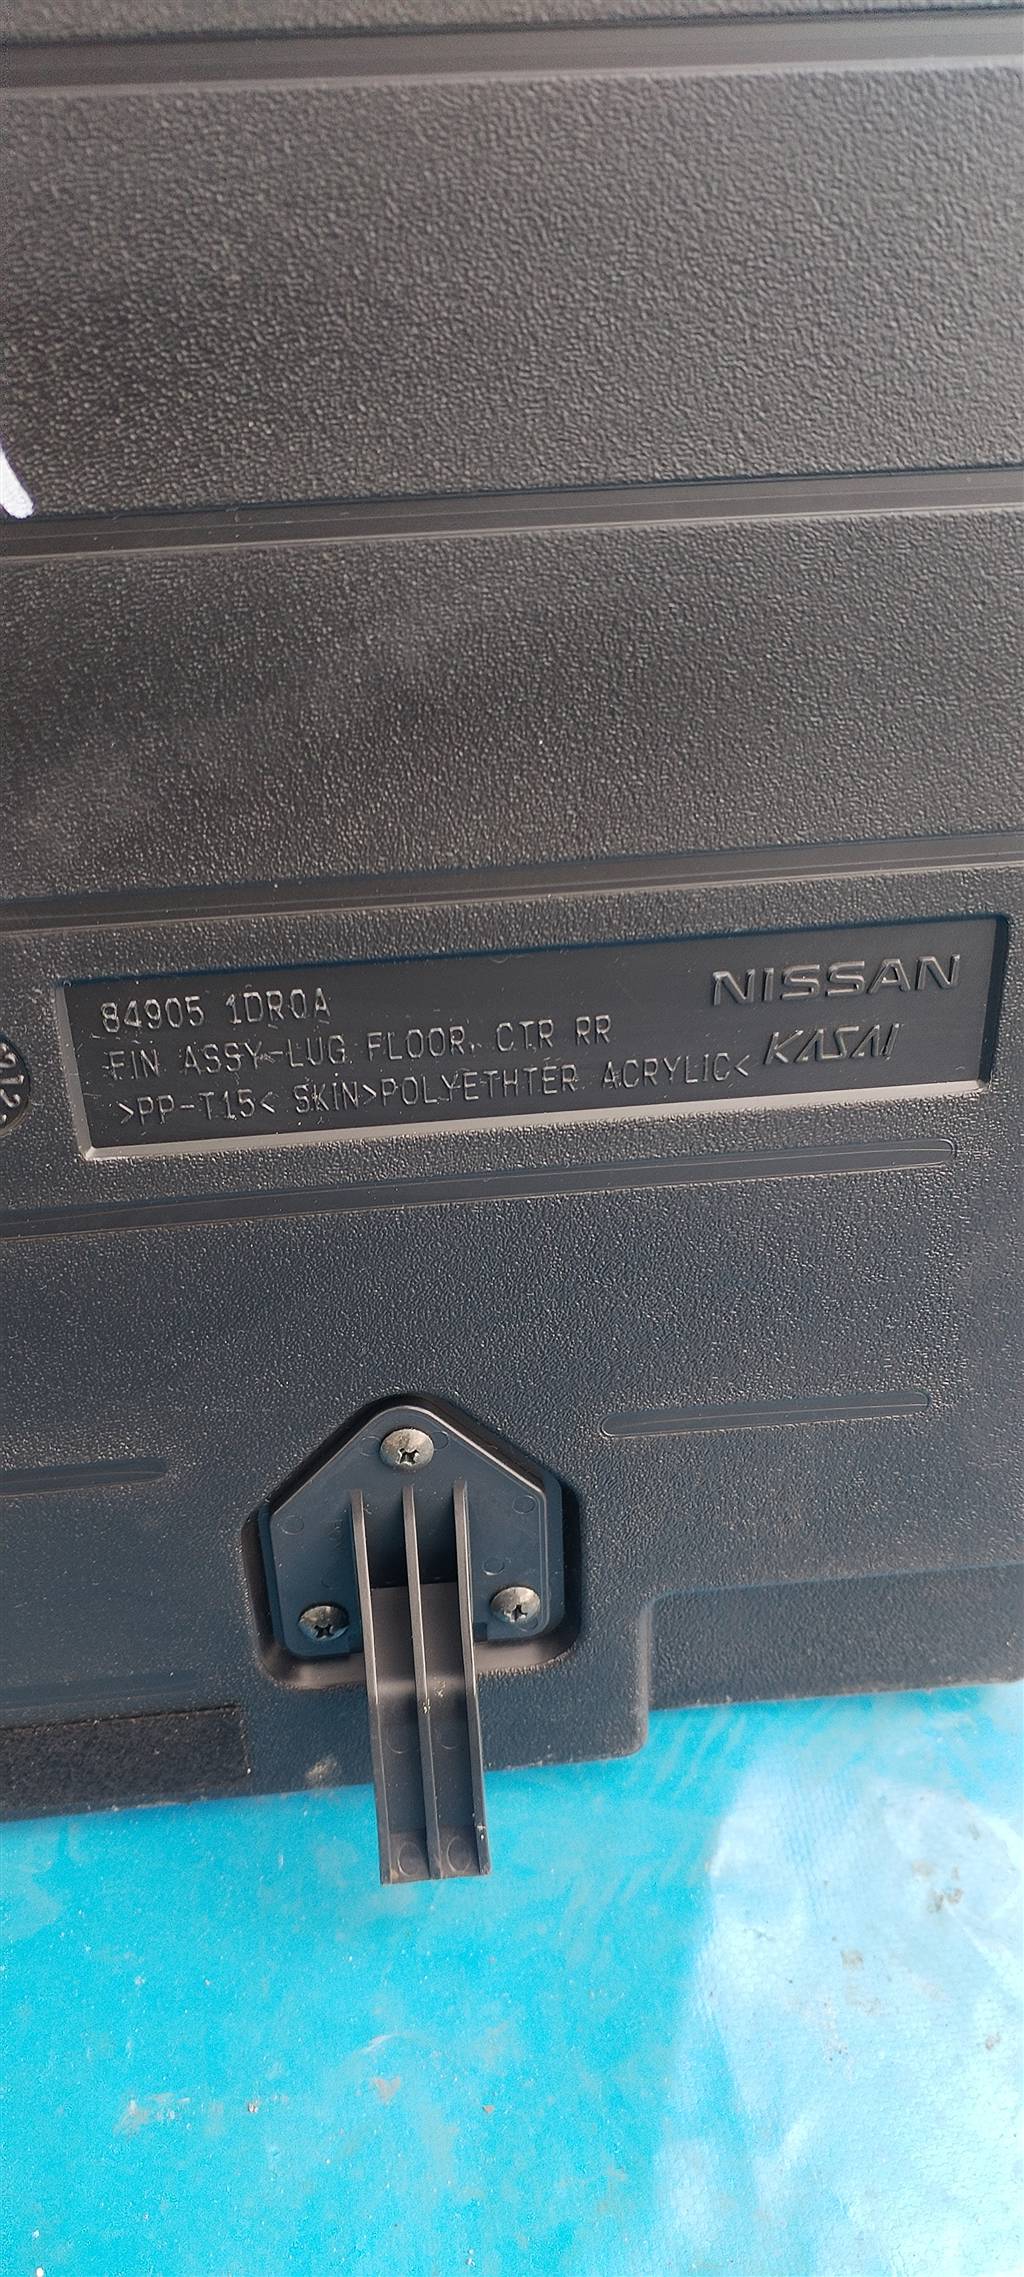 84905 1DR0A
NISSAN
FIN ASSY-LUG FLOOR, CTR RR
KASAI
>PP-T15< SKIN>POLYETHTER ACRYLIC<